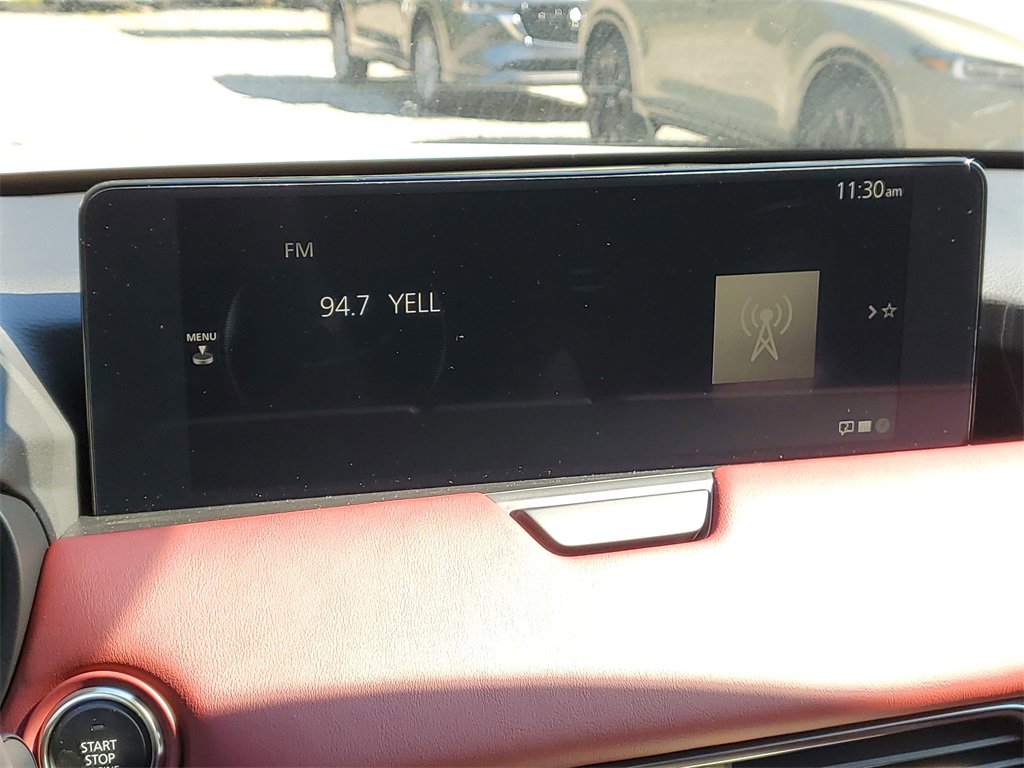 11:30am
FM
94.7 YELL
MENU
START
STOP